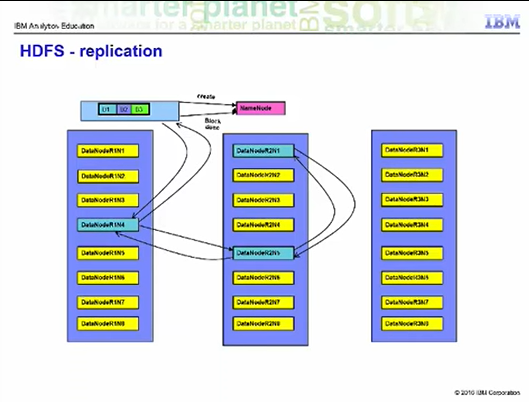 smarter planet
IBM Analytics Education
IBM
HDFS - replication
create
B1 B2 B3
NameNode
Block
done
DataNodeR1N1
DataNodeR1N2
DataNodeR1N3
DataNodeR1N4
DataNodeR1N5
DataNodeR1N6
DataNodeR1N7
DataNodeR1N8
DataNodeR2N1
DataNodeR2N2
DataNodeR2N3
DataNodeR2N4
DataNodeR2N5
DataNodeR2N6
DataNodeR2N7
DataNodeR2N8
DataNodeR3N1
DataNodeR3N2
DataNodeR3N3
DataNodeR3N4
DataNodeR3N5
DataNodeR3N6
DataNodeR3N7
© 2010 IBM Corporation